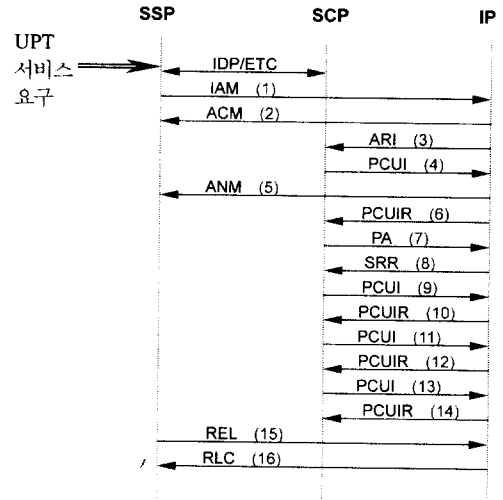 SSP SCP IP
UPT
서비스
요구
IDP/ETC
IAM (1)
ACM (2)
ARI (3)
PCUI (4)
ANM (5)
PCUIR (6)
PA (7)
SRR (8)
PCUI (9)
PCUIR (10)
PCUI (11)
PCUIR (12)
PCUI (13)
PCUIR (14)
REL (15)
RLC (16)